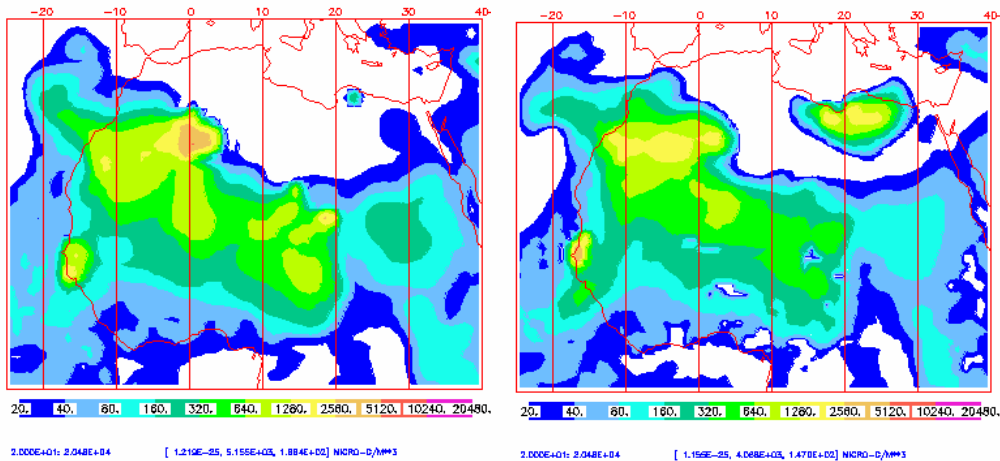 -20 -10 0 10 20 30 40-
-20 -10 0 10 20 30 40-
20. 40. 80. 160. 320. 640. 1280. 2560. 5120. 10240. 20480.
20. 40. 80. 160. 320. 640. 1280. 2560. 5120. 10240. 20480.
2.000E+01: 2.048E+04 [ 1.219E-25, 5.155E+03, 1.884E+02] MICRO-G/M**3
2.000E+01: 2.048E+04 [ 1.156E-25, 4.068E+03, 1.470E+02] MICRO-G/M**3